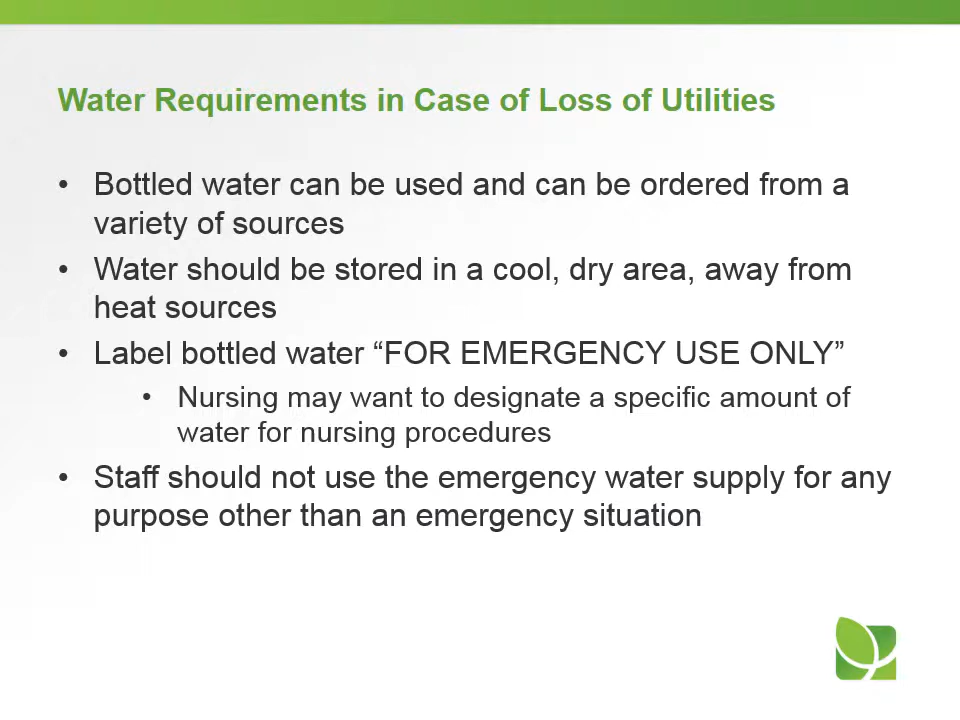 Water Requirements in Case of Loss of Utilities
• Bottled water can be used and can be ordered from a
variety of sources
• Water should be stored in a cool, dry area, away from
heat sources
• Label bottled water “FOR EMERGENCY USE ONLY”
• Nursing may want to designate a specific amount of
water for nursing procedures
• Staff should not use the emergency water supply for any
purpose other than an emergency situation